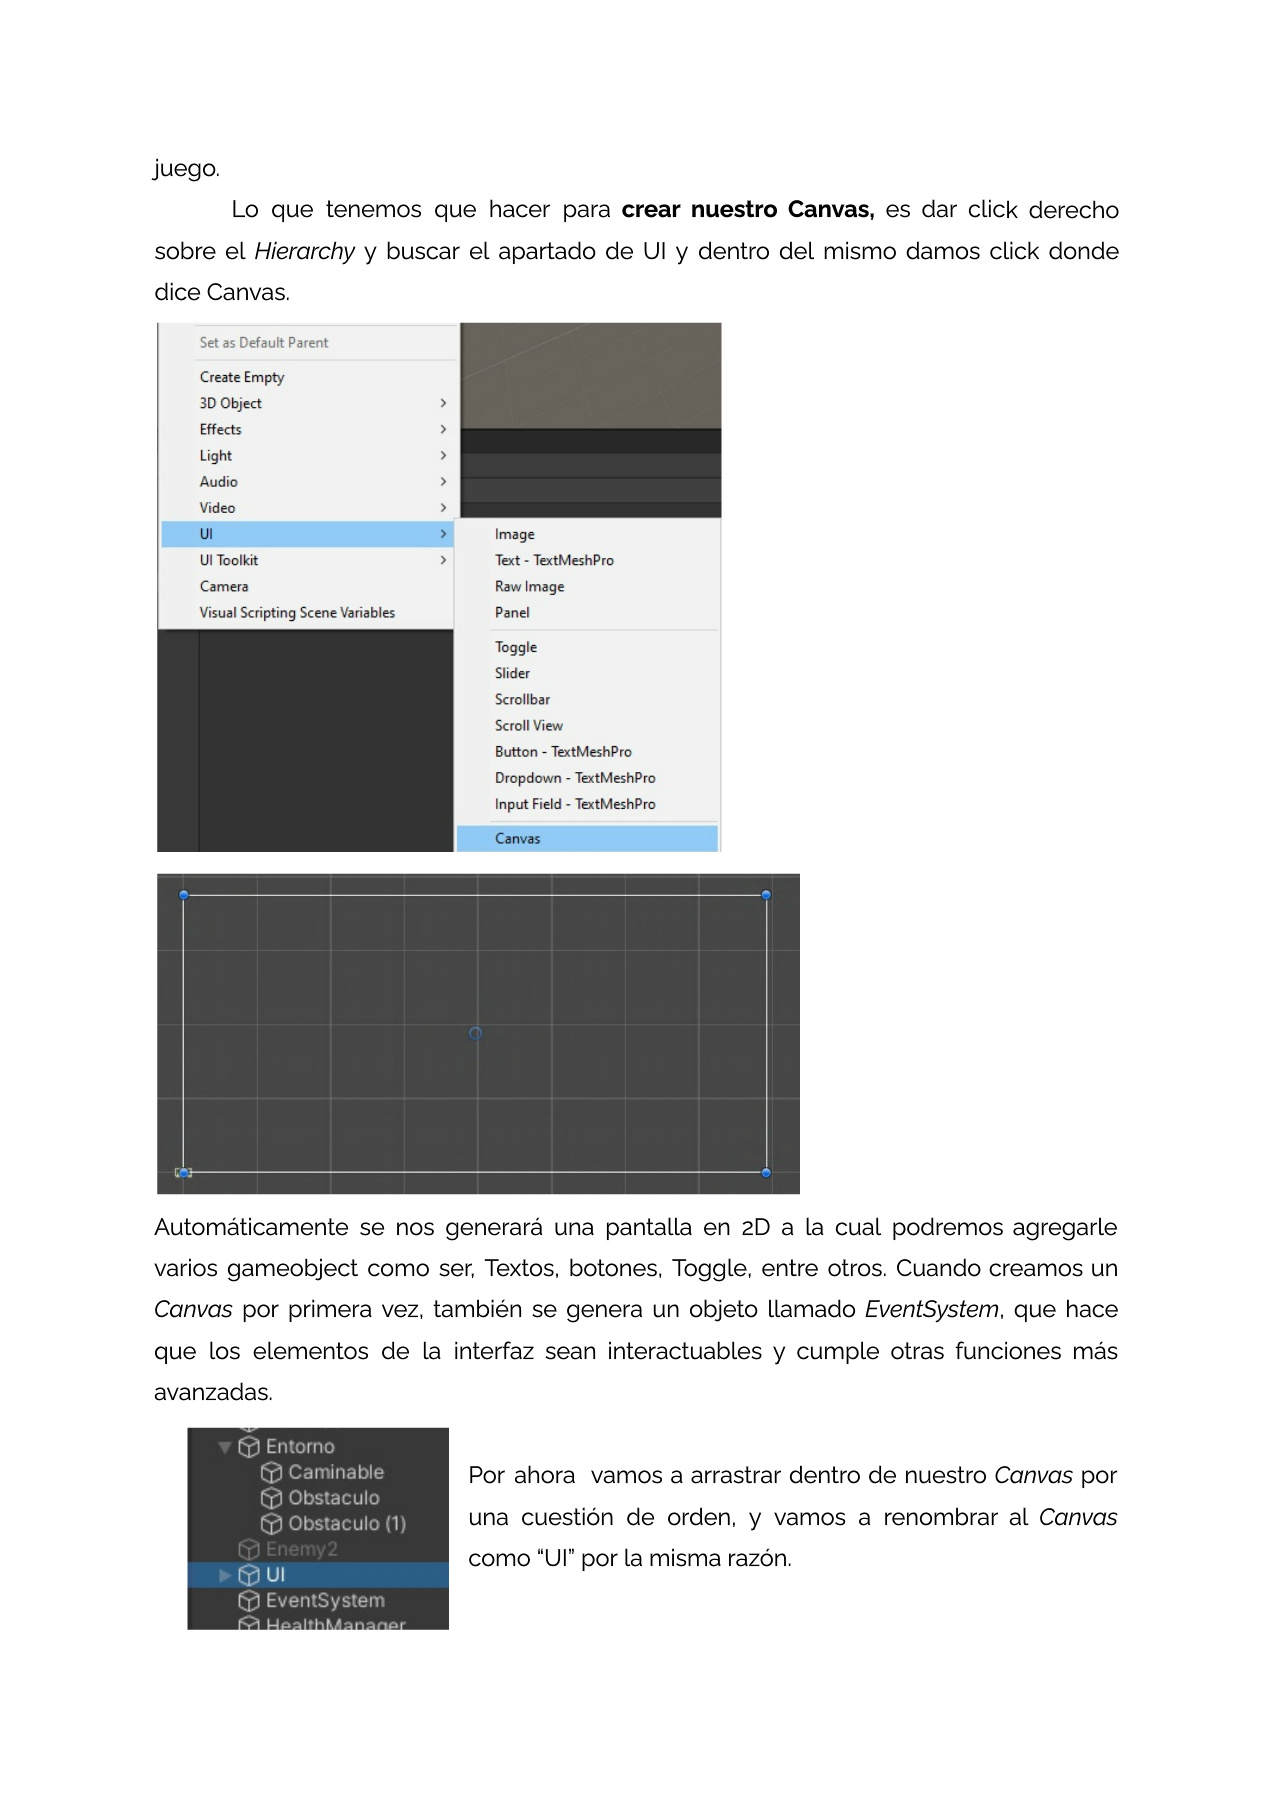 juego.
Lo que tenemos que hacer para crear nuestro Canvas, es dar click derecho
sobre el Hierarchy y buscar el apartado de UI y dentro del mismo damos click donde
dice Canvas.
Set as Default Parent
Create Empty
3D Object
Effects
Light
Audio
Video
UI
UI Toolkit
Camera
Visual Scripting Scene Variables
Image
Text - TextMeshPro
Raw Image
Panel
Toggle
Slider
Scrollbar
Scroll View
Button - TextMeshPro
Dropdown - TextMeshPro
Input Field - TextMeshPro
Canvas
Automáticamente se nos generará una pantalla en 2D a la cual podremos agregarle
varios gameobject como ser, Textos, botones, Toggle, entre otros. Cuando creamos un
Canvas por primera vez, también se genera un objeto llamado EventSystem, que hace
que los elementos de la interfaz sean interactuables y cumple otras funciones más
avanzadas.
Entorno
Caminable
Obstaculo
Obstaculo (1)
Enemy2
UI
EventSystem
HealthManager
Por ahora  vamos a arrastrar dentro de nuestro Canvas por
una cuestión de orden, y vamos a renombrar al Canvas
como “UI” por la misma razón.